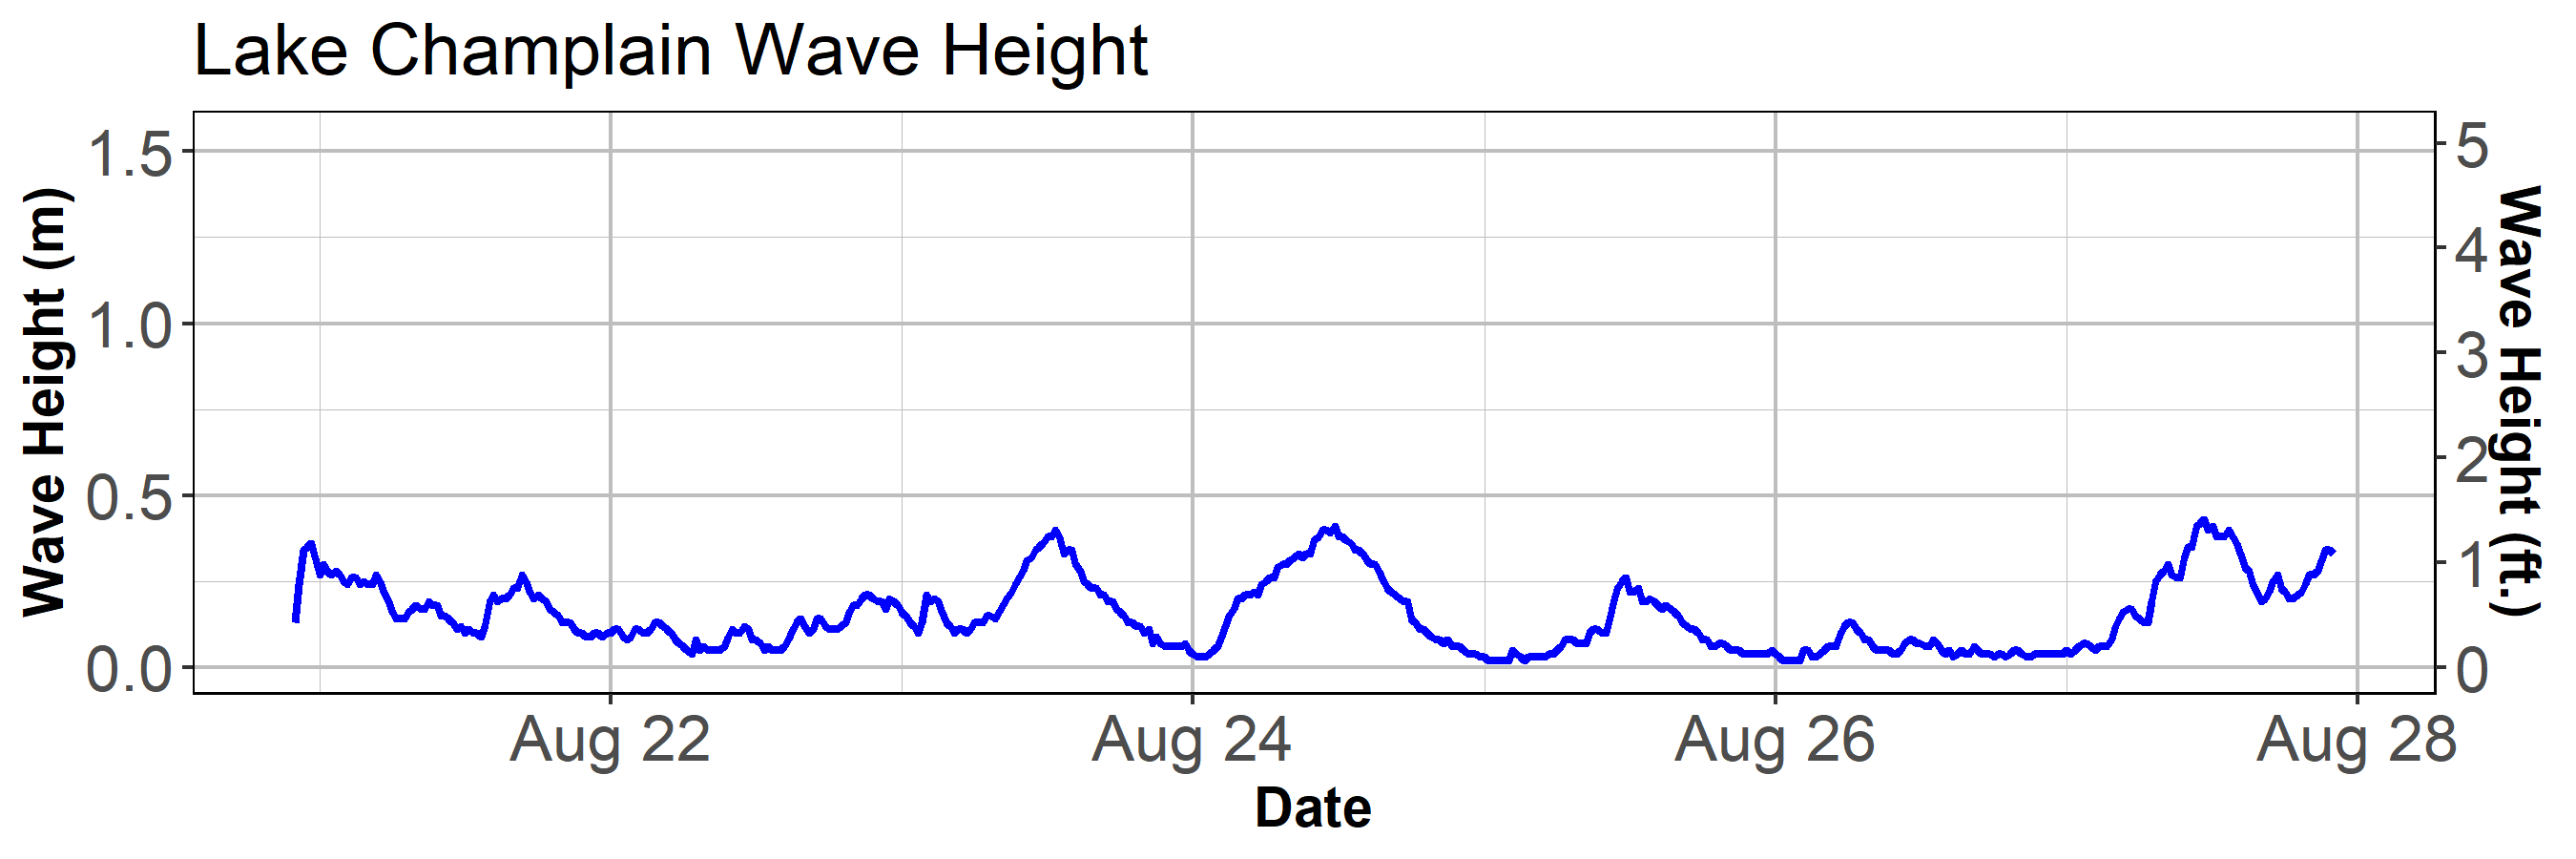 Lake Champlain Wave Height
Wave Height (m)
1.5
1.0
0.5
0.0
5
4
3
2
1
0
Wave Height (ft.)
Aug 22
Aug 24
Aug 26
Aug 28
Date